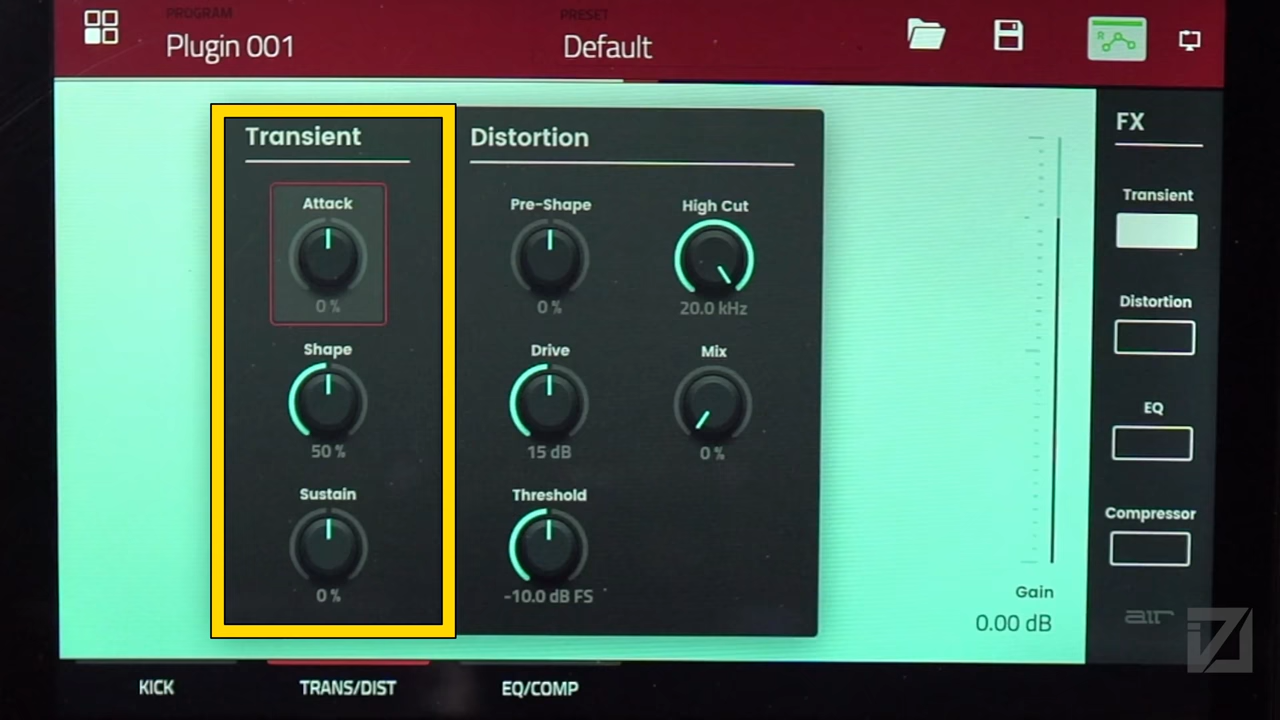 PROGRAM
Plugin 001
PRESET
Default
R
Transient
Attack
0 %
Shape
50 %
Sustain
0 %
Distortion
Pre-Shape
0 %
High Cut
20.0 kHz
Drive
15 dB
Mix
0 %
Threshold
-10.0 dB FS
Gain
0.00 dB
FX
Transient
Distortion
EQ
Compressor
air
KICK
TRANS/DIST
EQ/COMP